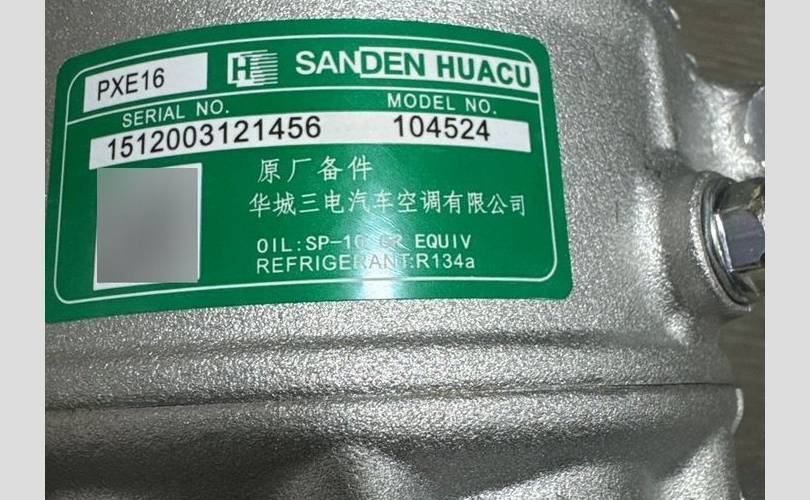 PXE16
SANDEN HUACU
SERIAL NO.
MODEL NO.
1512003121456
104524
原厂备件
华城三电汽车空调有限公司
OIL:SP-10 OR EQUIV
REFRIGERANT:R134a